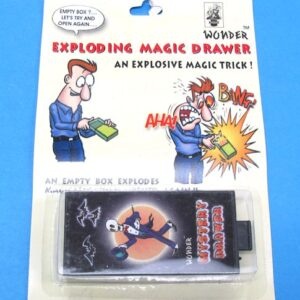 EMPTY BOX?....
LET'S TRY AND
OPEN AGAIN....
WONDER
TM
EXPLODING MAGIC DRAWER
AN EXPLOSIVE MAGIC TRICK!
BANG!
AHA!
AN EMPTY BOX EXPLODES
WONDER
MYSTERY
DRAWER